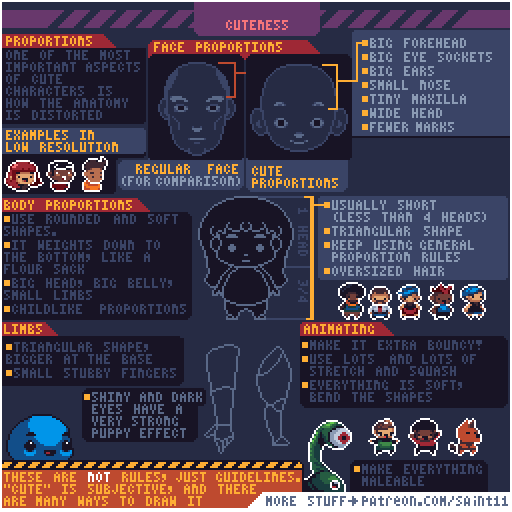 CUTENESS
PROPORTIONS
ONE OF THE MOST
IMPORTANT ASPECTS
OF CUTE
CHARACTERS IS
HOW THE ANATOMY
IS DISTORTED
EXAMPLES IN
LOW RESOLUTION
FACE PROPORTIONS
REGULAR FACE
(FOR COMPARISON)
CUTE
PROPORTIONS
BIG FOREHEAD
BIG EYE SOCKETS
BIG EARS
SMALL NOSE
TINY MAXILLA
WIDE HEAD
FEWER MARKS
BODY PROPORTIONS
USE ROUNDED AND SOFT
SHAPES.
IT WEIGHTS DOWN TO
THE BOTTOM, LIKE A
FLOUR SACK
BIG HEAD, BIG BELLY,
SMALL LIMBS
CHILDLIKE PROPORTIONS
1 HEAD
3/4
USUALLY SHORT
(LESS THAN 4 HEADS)
TRIANGULAR SHAPE
KEEP USING GENERAL
PROPORTION RULES
OVERSIZED HAIR
LIMBS
TRIANGULAR SHAPE,
BIGGER AT THE BASE
SMALL STUBBY FINGERS
SHINY AND DARK
EYES HAVE A
VERY STRONG
PUPPY EFFECT
ANIMATING
MAKE IT EXTRA BOUNCY!
USE LOTS AND LOTS OF
STRETCH AND SQUASH
EVERYTHING IS SOFT,
BEND THE SHAPES
MAKE EVERYTHING
MALEABLE
THESE ARE NOT RULES, JUST GUIDELINES.
"CUTE" IS SUBJECTIVE, AND THERE
ARE MANY WAYS TO DRAW IT
MORE STUFF→PATREON.COM/SAINT11